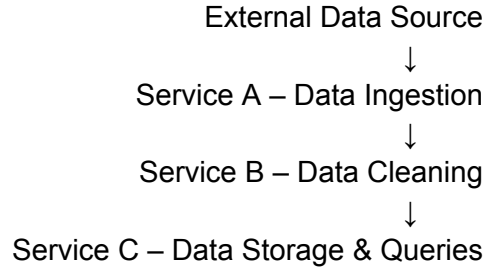 External Data Source
↓
Service A – Data Ingestion
↓
Service B – Data Cleaning
↓
Service C – Data Storage & Queries